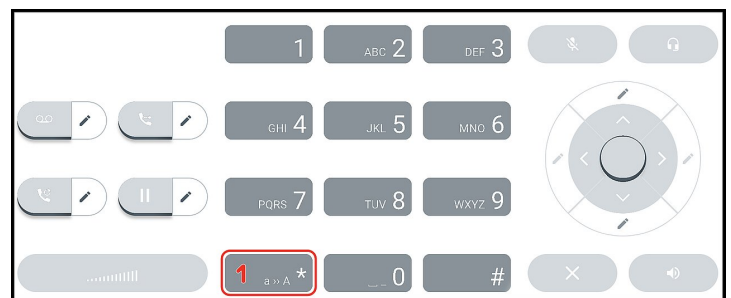 1
ABC 2
DEF 3
GHI 4
JKL 5
MNO 6
PQRS 7
TUV 8
WXYZ 9
1 a ›› A *
0
#